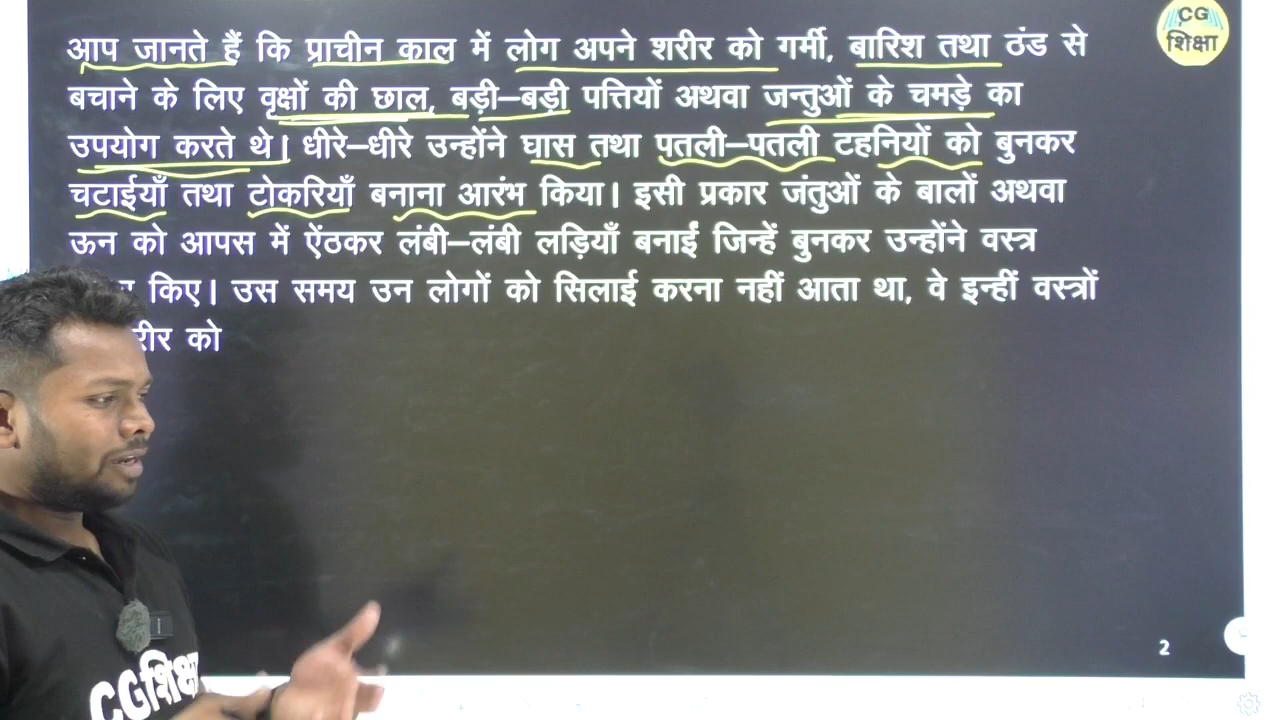 आप जानते हैं कि प्राचीन काल में लोग अपने शरीर को गर्मी, बारिश तथा ठंड से
बचाने के लिए वृक्षों की छाल, बड़ी–बड़ी पत्तियों अथवा जन्तुओं के चमड़े का
उपयोग करते थे। धीरे–धीरे उन्होंने घास तथा पतली–पतली टहनियों को बुनकर
चटाईयाँ तथा टोकरियाँ बनाना आरंभ किया। इसी प्रकार जंतुओं के बालों अथवा
ऊन को आपस में ऐंठकर लंबी–लंबी लड़ियाँ बनाईं जिन्हें बुनकर उन्होंने वस्त्र
किए। उस समय उन लोगों को सिलाई करना नहीं आता था, वे इन्हीं वस्त्रों
को
CG
शिक्षा
2
CGशिक्षा